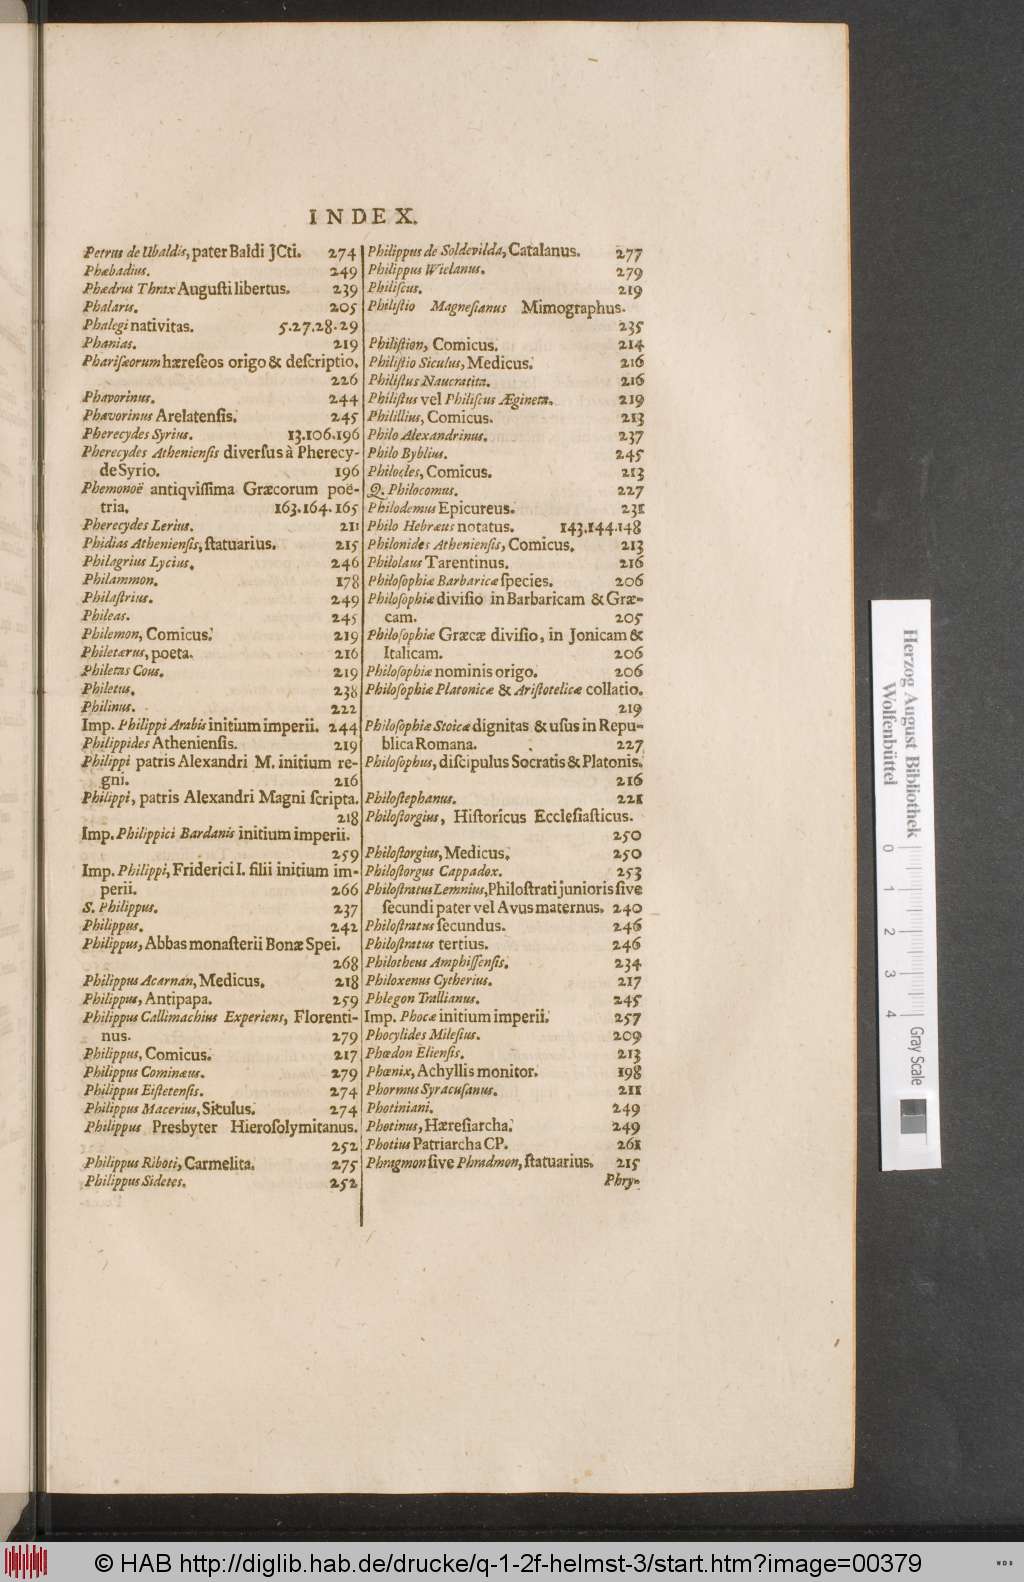 INDEX.
Petrus de Ubaldis, pater Baldi JCti. 274
Phæbadius. 249
Phædrus Thrax Auguſti libertus. 239
Phalaris. 205
Phalegi nativitas. 5.27.28.29
Phanias. 219
Phariſæorum hæreſeos origo & deſcriptio.
226
Phavorinus. 244
Phavorinus Arelatenſis. 245
Pherecydes Syrius. 13.106.196
Pherecydes Athenienſis diverſus à Pherecy-
de Syrio. 196
Phemonoë antiqviſſima Græcorum poë-
tria. 163.164.165
Pherecydes Lerius. 211
Phidias Athenienſis, ſtatuarius. 215
Philagrius Lycius. 246
Philammon. 178
Philaſtrius. 249
Phileas. 245
Philemon, Comicus. 219
Philetærus, poeta. 216
Philetas Cous. 219
Philetus. 238
Philinus. 222
Imp. Philippi Arabis initium imperii. 244
Philippides Athenienſis. 219
Philippi patris Alexandri M. initium re-
gni. 216
Philippi, patris Alexandri Magni ſcripta.
218
Imp. Philippici Bardanis initium imperii.
259
Imp. Philippi, Friderici I. filii initium im-
perii. 266
S. Philippus. 237
Philippus. 242
Philippus, Abbas monaſterii Bonæ Spei.
268
Philippus Acarnan, Medicus. 218
Philippus, Antipapa. 259
Philippus Callimachius Experiens, Florenti-
nus. 279
Philippus, Comicus. 217
Philippus Cominæus. 279
Philippus Eiſtetenſis. 274
Philippus Macerius, Siculus. 274
Philippus Presbyter Hieroſolymitanus.
252
Philippus Riboti, Carmelita. 275
Philippus Sidetes. 252
Philippus de Soldevilda, Catalanus. 277
Philippus Wielanus. 279
Philiſcus. 219
Philiſtio Magneſianus Mimographus.
235
Philiſtion, Comicus. 214
Philiſtio Siculus, Medicus. 216
Philiſtus Naucratita. 216
Philiſtus vel Philiſcus Ægineta. 219
Philillius, Comicus. 213
Philo Alexandrinus. 237
Philo Byblius. 245
Philocles, Comicus. 213
Q. Philocomus. 227
Philodemus Epicureus. 231
Philo Hebræus notatus. 143.144.148
Philonides Athenienſis, Comicus. 213
Philolaus Tarentinus. 216
Philoſophiæ Barbaricæ ſpecies. 206
Philoſophiæ diviſio in Barbaricam & Græ-
cam. 205
Philoſophiæ Græcæ diviſio, in Jonicam &
Italicam. 206
Philoſophiæ nominis origo. 206
Philoſophiæ Platonicæ & Ariſtotelicæ collatio.
219
Philoſophiæ Stoicæ dignitas & uſus in Repu-
blica Romana. 227
Philoſophus, diſcipulus Socratis & Platonis.
216
Philoſtephanus. 221
Philoſtorgius, Hiſtoricus Eccleſiaſticus.
250
Philoſtorgius, Medicus. 250
Philoſtorgus Cappadox. 253
Philoſtratus Lemnius, Philoſtrati junioris ſive
ſecundi pater vel Avus maternus. 240
Philoſtratus ſecundus. 246
Philoſtratus tertius. 246
Philotheus Amphiſſenſis. 234
Philoxenus Cytherius. 217
Phlegon Trallianus. 245
Imp. Phocæ initium imperii. 257
Phocylides Mileſius. 209
Phædon Elienſis. 213
Phœnix, Achyllis monitor. 198
Phormus Syracuſanus. 211
Photiniani. 249
Photinus, Hæreſiarcha. 249
Photius Patriarcha CP. 261
Phragmon ſive Phradmon, ſtatuarius. 215
Phry-
Herzog August Bibliothek
Wolfenbüttel
0 1 2 3 4 Gray Scale
© HAB http://diglib.hab.de/drucke/q-1-2f-helmst-3/start.htm?image=00379
WDB